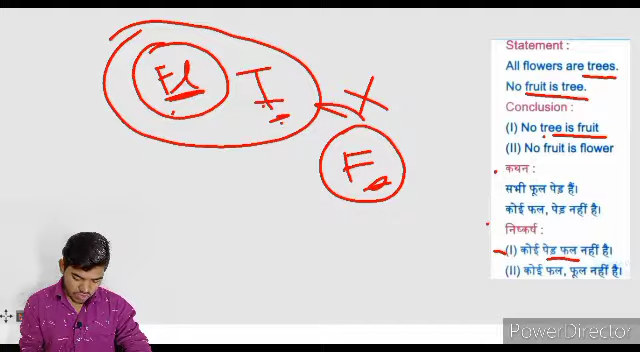 Fl
T
X
F
Statement :
All flowers are trees.
No fruit is tree.
Conclusion :
(I) No tree is fruit
(II) No fruit is flower
कथन :
सभी फूल पेड़ हैं।
कोई फल, पेड़ नहीं है।
निष्कर्ष :
(I) कोई पेड़ फल नहीं है।
(II) कोई फल, फूल नहीं है।
PowerDirector